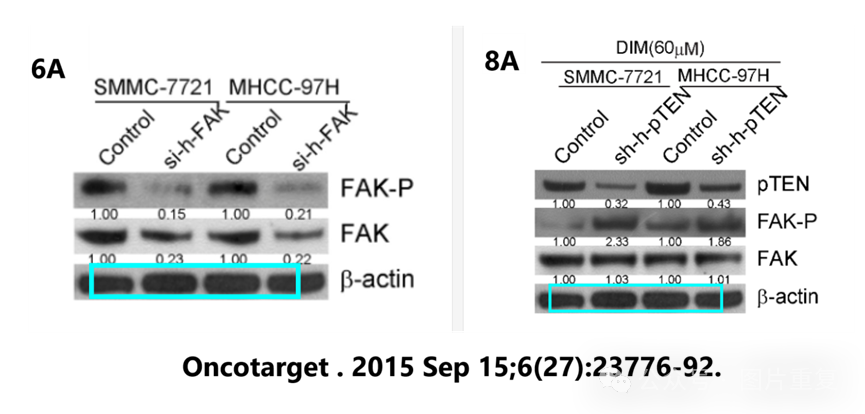 6A
SMMC-7721 MHCC-97H
Control si-h-FAK Control si-h-FAK
FAK-P
1.00 0.15 1.00 0.21
FAK
1.00 0.23 1.00 0.22
β-actin
8A
DIM(60μM)
SMMC-7721 MHCC-97H
Control sh-h-pTEN Control sh-h-pTEN
pTEN
1.00 0.32 1.00 0.43
FAK-P
1.00 2.33 1.00 1.86
FAK
1.00 1.03 1.00 1.01
β-actin
Oncotarget . 2015 Sep 15;6(27):23776-92.